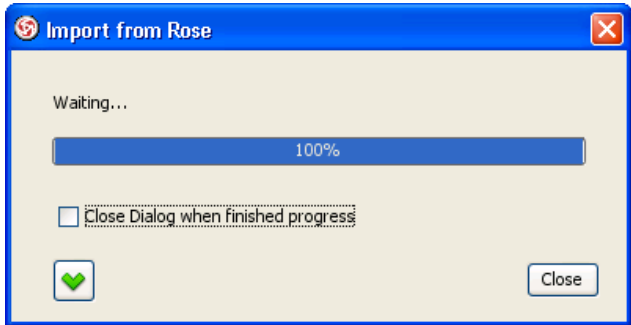 Import from Rose
Waiting...
100%
Close Dialog when finished progress
Close